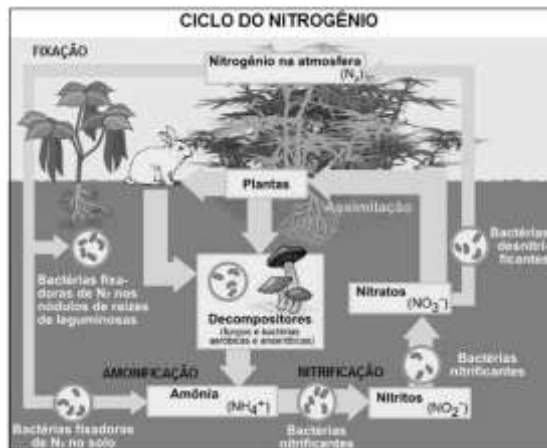 CICLO DO NITROGÊNIO
FIXAÇÃO
Nitrogênio na atmosfera
(N₂)
Plantas
Assimilação
Bactérias
desnitri-
ficantes
Bactérias fixa-
doras de N₂ nos
nódulos de raízes
de leguminosas
Decompositores
(fungos e bactérias
aeróbicas e anaeróbicas)
Nitratos
(NO₃⁻)
AMONIFICAÇÃO
NITRIFICAÇÃO
Bactérias
nitrificantes
Amônia
(NH₄⁺)
Nitritos
(NO₂⁻)
Bactérias fixadoras
de N₂ no solo
Bactérias
nitrificantes